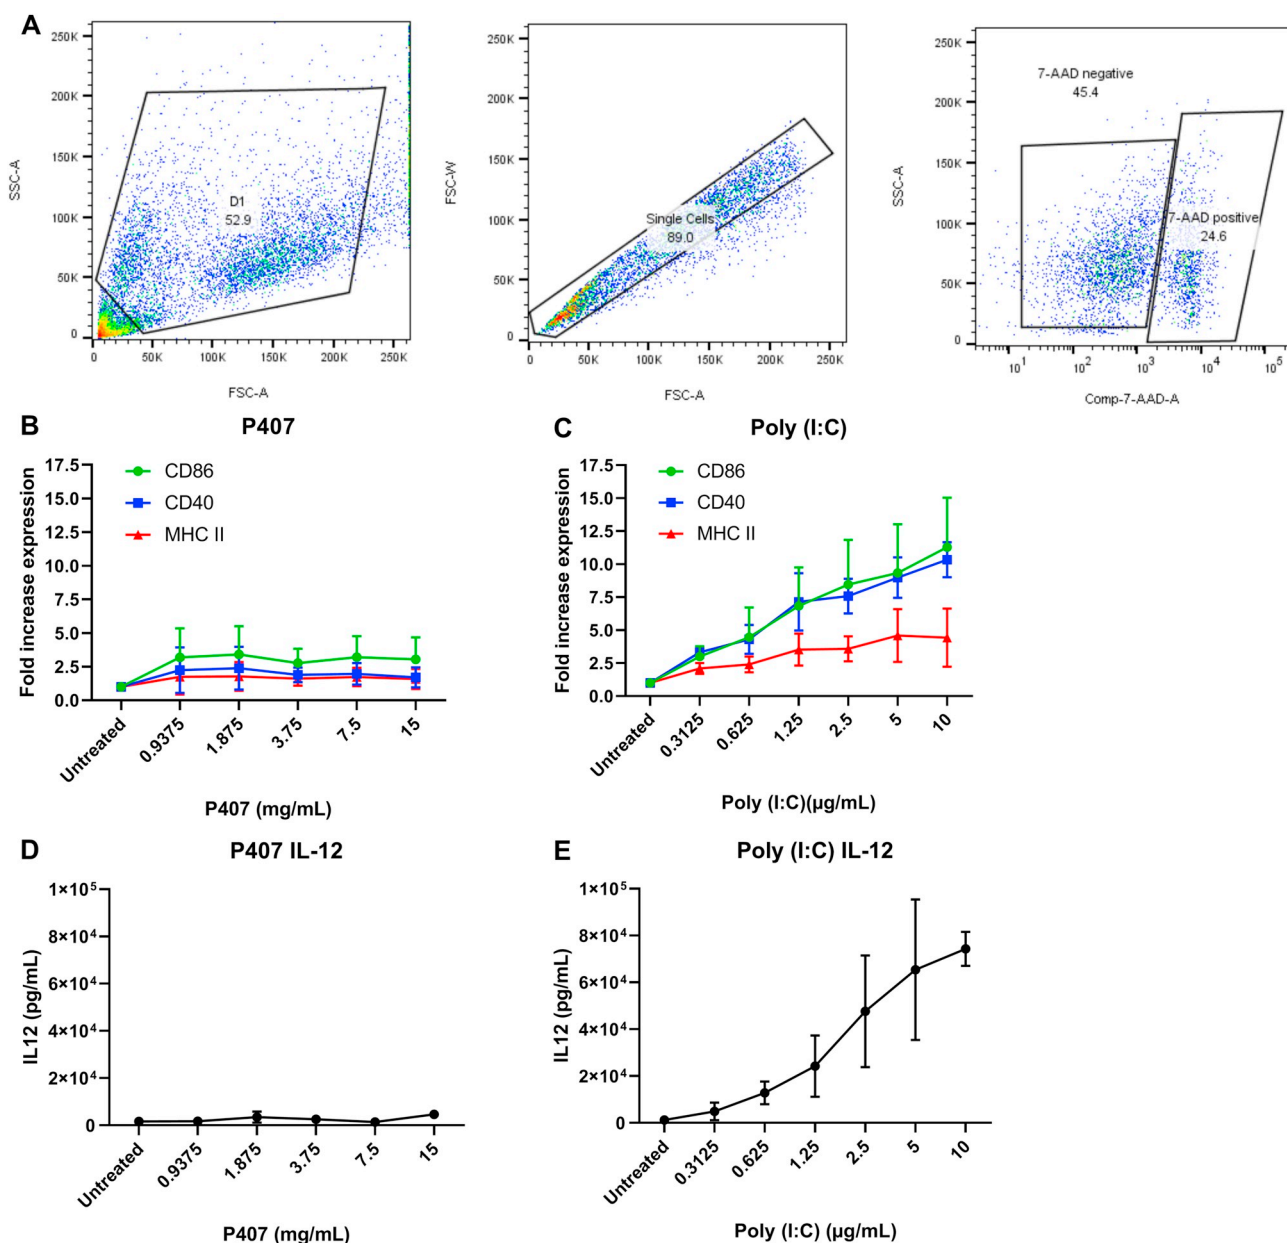 A
250K
200K
150K
100K
50K
0
SSC-A
D1
52.9
0 50K 100K 150K 200K 250K
FSC-A
250K
200K
150K
100K
50K
0
FSC-W
Single Cells
89.0
0 50K 100K 150K 200K 250K
FSC-A
250K
200K
150K
100K
50K
0
SSC-A
7-AAD negative
45.4
7-AAD positive
24.6
10^1 10^2 10^3 10^4 10^5
Comp-7-AAD-A
B
P407
Fold increase expression
17.5
15.0
12.5
10.0
7.5
5.0
2.5
0.0
CD86
CD40
MHC II
Untreated 0.9375 1.875 3.75 7.5 15
P407 (mg/mL)
C
Poly (I:C)
Fold increase expression
17.5
15.0
12.5
10.0
7.5
5.0
2.5
0.0
CD86
CD40
MHC II
Untreated 0.3125 0.625 1.25 2.5 5 10
Poly (I:C)(µg/mL)
D
P407 IL-12
IL12 (pg/mL)
1×10^5
8×10^4
6×10^4
4×10^4
2×10^4
0
Untreated 0.9375 1.875 3.75 7.5 15
P407 (mg/mL)
E
Poly (I:C) IL-12
IL12 (pg/mL)
1×10^5
8×10^4
6×10^4
4×10^4
2×10^4
0
Untreated 0.3125 0.625 1.25 2.5 5 10
Poly (I:C) (µg/mL)